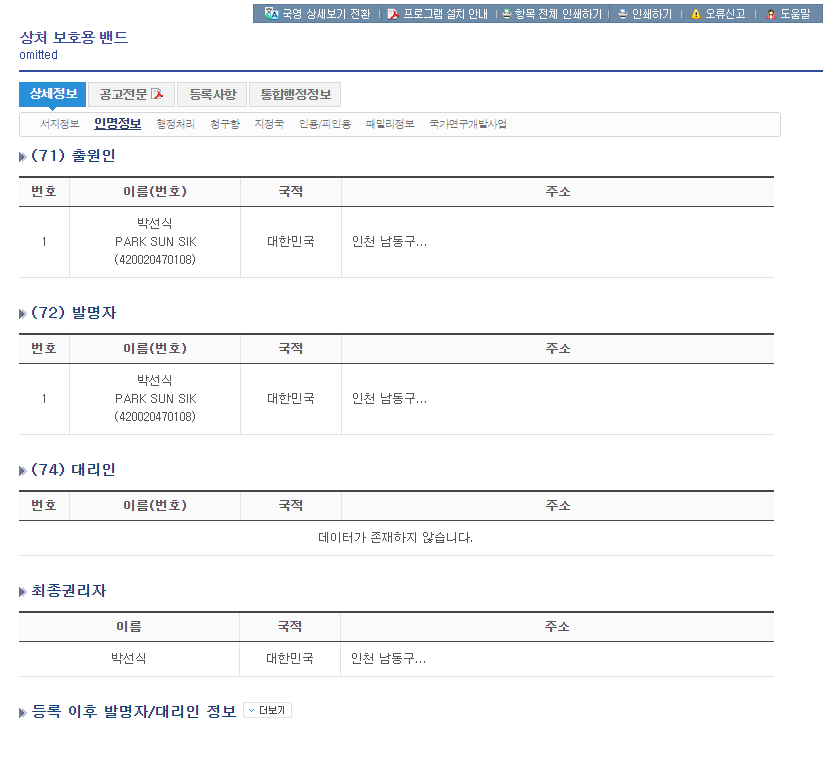 국영 상세보기 전환 | 프로그램 설치 안내 | 항목 전체 인쇄하기 | 인쇄하기 | 오류신고 | 도움말
상처 보호용 밴드
omitted
상세정보 공고전문 등록사항 통합행정정보
서지정보 인명정보 행정처리 청구항 지정국 인용/피인용 패밀리정보 국가연구개발사업
(71) 출원인
번호 이름(번호) 국적 주소
박선식
1 PARK SUN SIK 대한민국 인천 남동구...
(420020470108)
(72) 발명자
번호 이름(번호) 국적 주소
박선식
1 PARK SUN SIK 대한민국 인천 남동구...
(420020470108)
(74) 대리인
번호 이름(번호) 국적 주소
데이터가 존재하지 않습니다.
최종권리자
이름 국적 주소
박선식 대한민국 인천 남동구...
등록 이후 발명자/대리인 정보 더보기